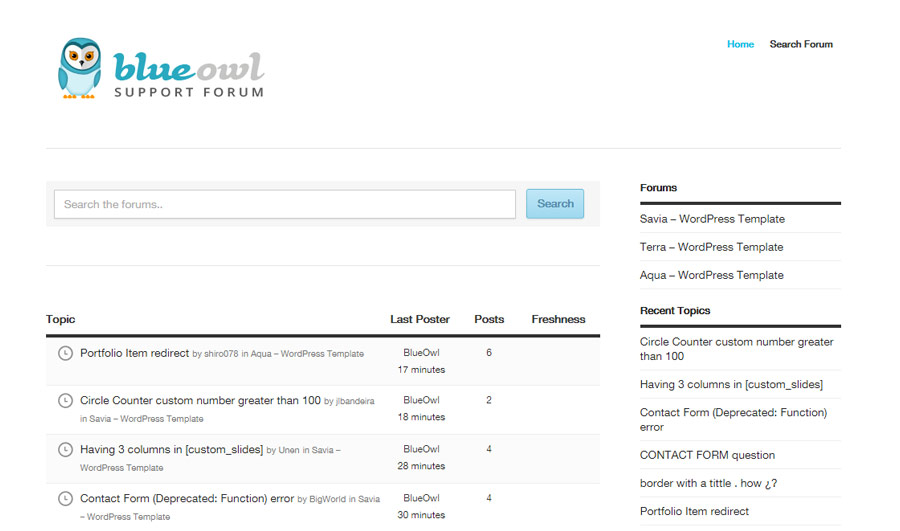 blueowl
SUPPORT FORUM
Home Search Forum
Search the forums..
Search
Topic Last Poster Posts Freshness
Portfolio Item redirect by shiro078 in Aqua – WordPress Template BlueOwl 6
17 minutes
Circle Counter custom number greater than 100 by jlbandeira BlueOwl 2
in Savia – WordPress Template 18 minutes
Having 3 columns in [custom_slides] by Unen in Savia – BlueOwl 4
WordPress Template 28 minutes
Contact Form (Deprecated: Function) error by BigWorld in Savia BlueOwl 4
– WordPress Template 30 minutes
Forums
Savia – WordPress Template
Terra – WordPress Template
Aqua – WordPress Template
Recent Topics
Circle Counter custom number greater
than 100
Having 3 columns in [custom_slides]
Contact Form (Deprecated: Function)
error
CONTACT FORM question
border with a tittle . how ¿?
Portfolio Item redirect